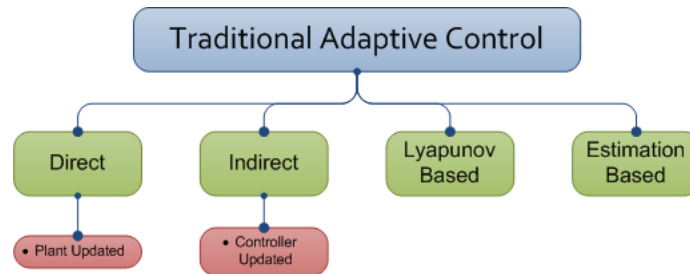 Traditional Adaptive Control
Direct
Indirect
Lyapunov
Based
Estimation
Based
• Plant Updated
• Controller
Updated